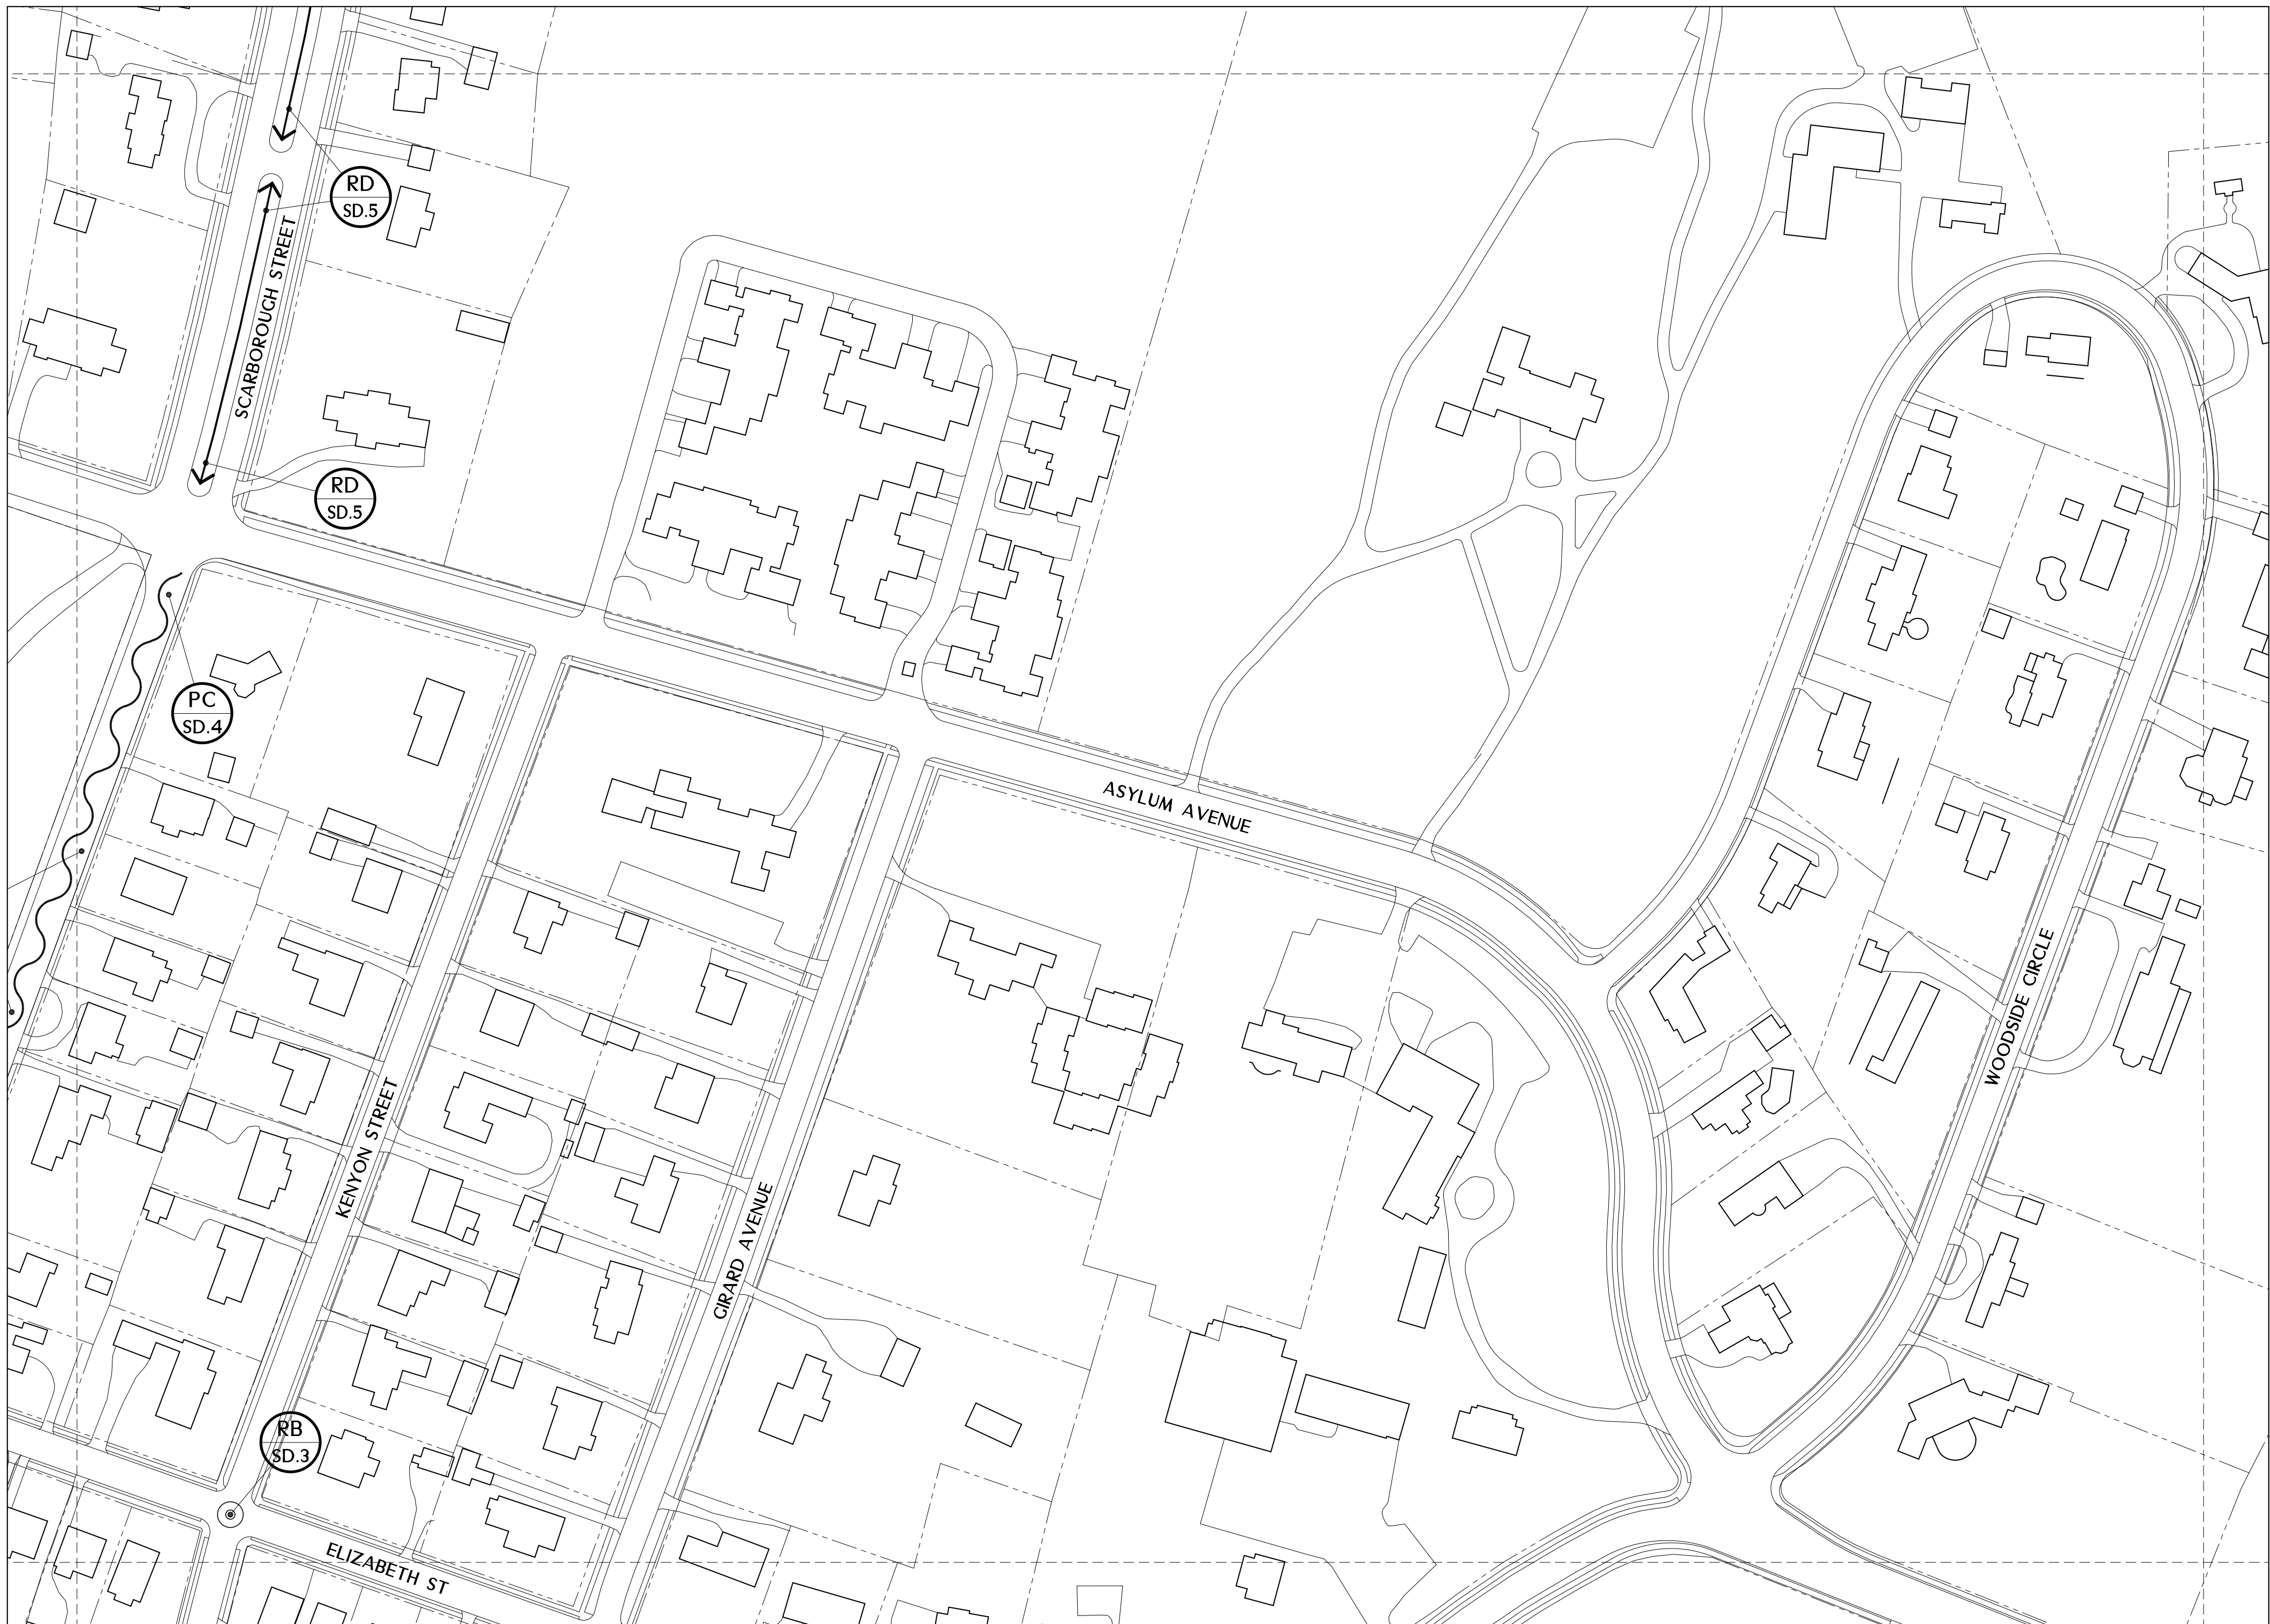 RD
SD.5
SCARBOROUGH STREET
RD
SD.5
PC
SD.4
ASYLUM AVENUE
WOODSIDE CIRCLE
KENYON STREET
GIRARD AVENUE
RB
SD.3
ELIZABETH ST